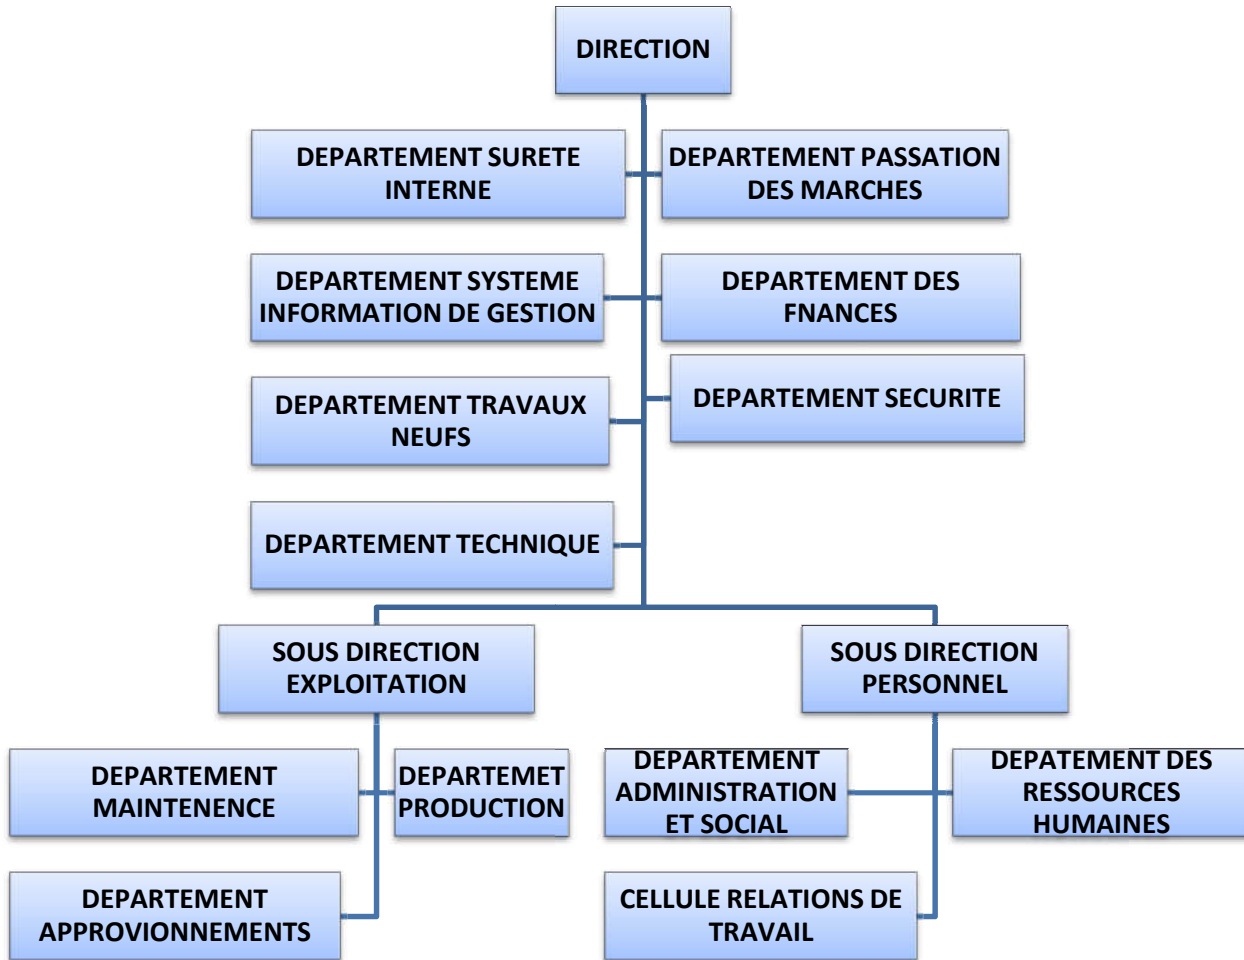 DIRECTION
DEPARTEMENT SURETE
INTERNE
DEPARTEMENT PASSATION
DES MARCHES
DEPARTEMENT SYSTEME
INFORMATION DE GESTION
DEPARTEMENT DES
FNANCES
DEPARTEMENT SECURITE
DEPARTEMENT TRAVAUX
NEUFS
DEPARTEMENT TECHNIQUE
SOUS DIRECTION
EXPLOITATION
SOUS DIRECTION
PERSONNEL
DEPARTEMENT
MAINTENENCE
DEPARTEMET
PRODUCTION
DEPARTEMENT
ADMINISTRATION
ET SOCIAL
DEPATEMENT DES
RESSOURCES
HUMAINES
DEPARTEMENT
APPROVIONNEMENTS
CELLULE RELATIONS DE
TRAVAIL